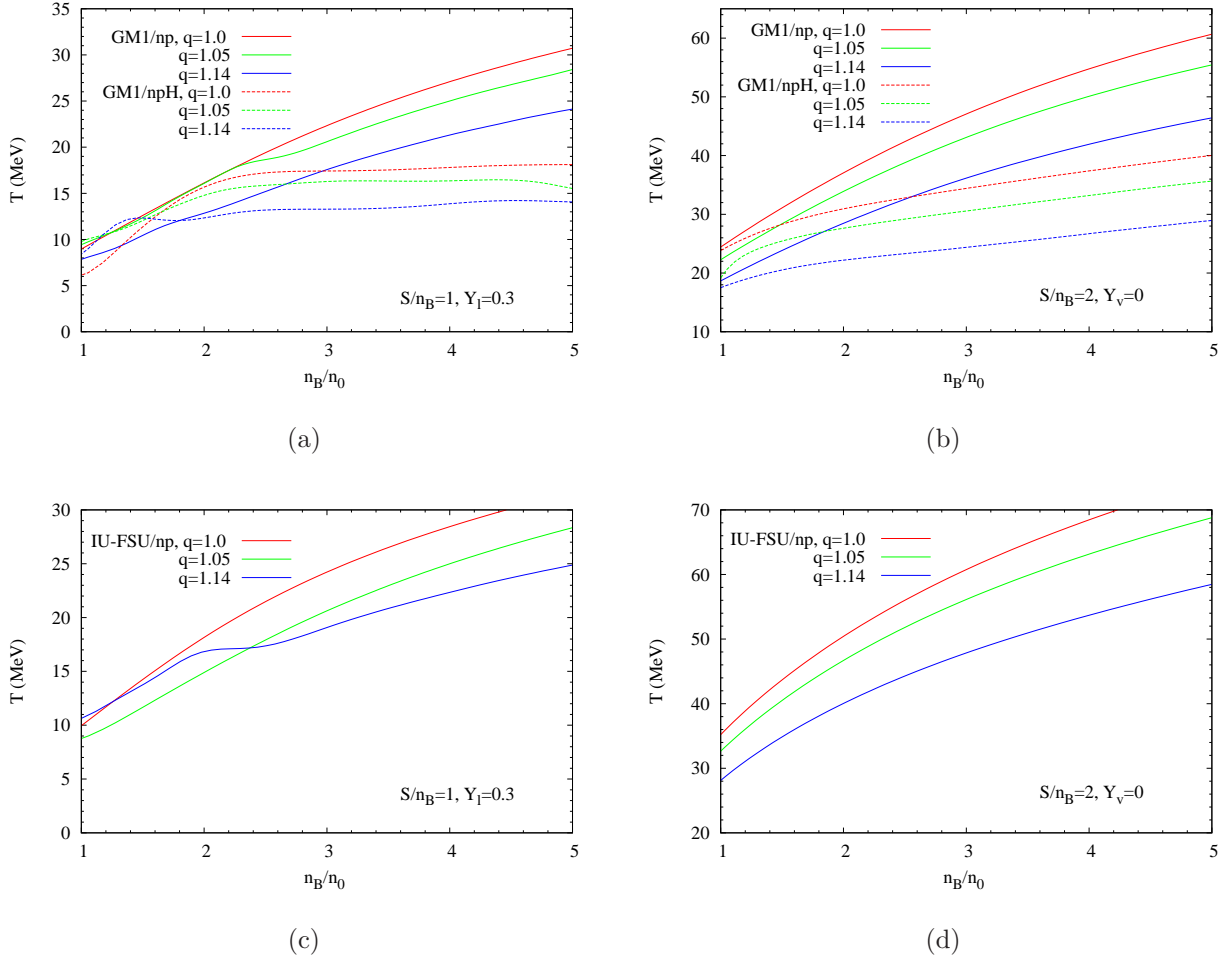 35
30
25
20
15
10
5
0
T (MeV)
1 2 3 4 5
n_B/n_0
GM1/np, q=1.0
q=1.05
q=1.14
GM1/npH, q=1.0
q=1.05
q=1.14
S/n_B=1, Y_l=0.3
(a)
60
50
40
30
20
10
T (MeV)
1 2 3 4 5
n_B/n_0
GM1/np, q=1.0
q=1.05
q=1.14
GM1/npH, q=1.0
q=1.05
q=1.14
S/n_B=2, Y_ν=0
(b)
30
25
20
15
10
5
0
T (MeV)
1 2 3 4 5
n_B/n_0
IU-FSU/np, q=1.0
q=1.05
q=1.14
S/n_B=1, Y_l=0.3
(c)
70
60
50
40
30
20
T (MeV)
1 2 3 4 5
n_B/n_0
IU-FSU/np, q=1.0
q=1.05
q=1.14
S/n_B=2, Y_ν=0
(d)